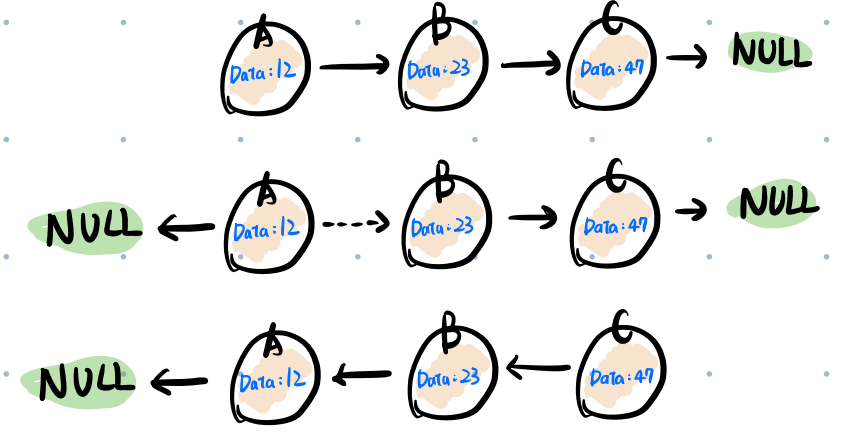 A B C
Data:12 Data:23 Data:47 NULL
A B C
NULL Data:12 Data:23 Data:47 NULL
A B C
NULL Data:12 Data:23 Data:47